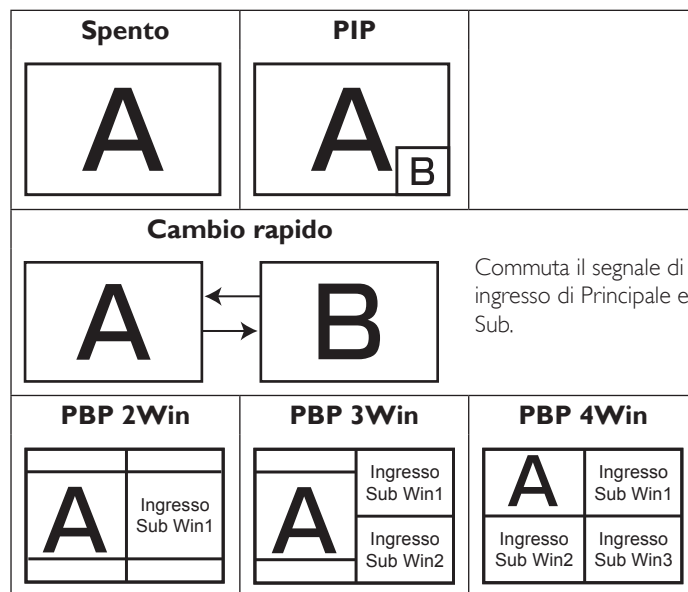 Spento
PIP
A
A
B
Cambio rapido
A
B
Commuta il segnale di
ingresso di Principale e
Sub.
PBP 2Win
PBP 3Win
PBP 4Win
A
Ingresso
Sub Win1
A
Ingresso
Sub Win1
Ingresso
Sub Win2
A
Ingresso
Sub Win1
Ingresso
Sub Win2
Ingresso
Sub Win3